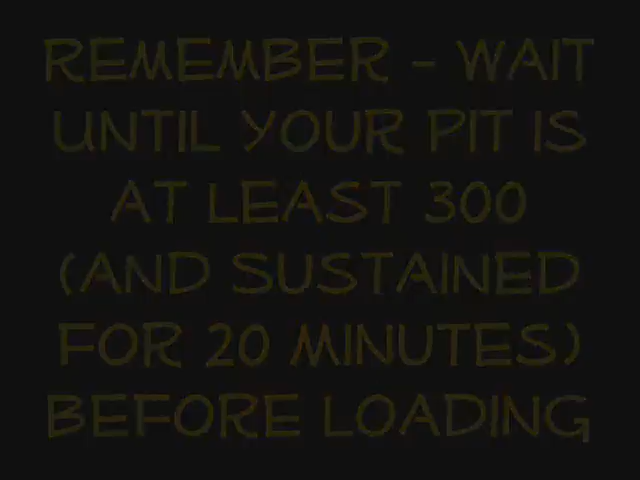 REMEMBER - WAIT
UNTIL YOUR PIT IS
AT LEAST 300
(AND SUSTAINED
FOR 20 MINUTES)
BEFORE LOADING